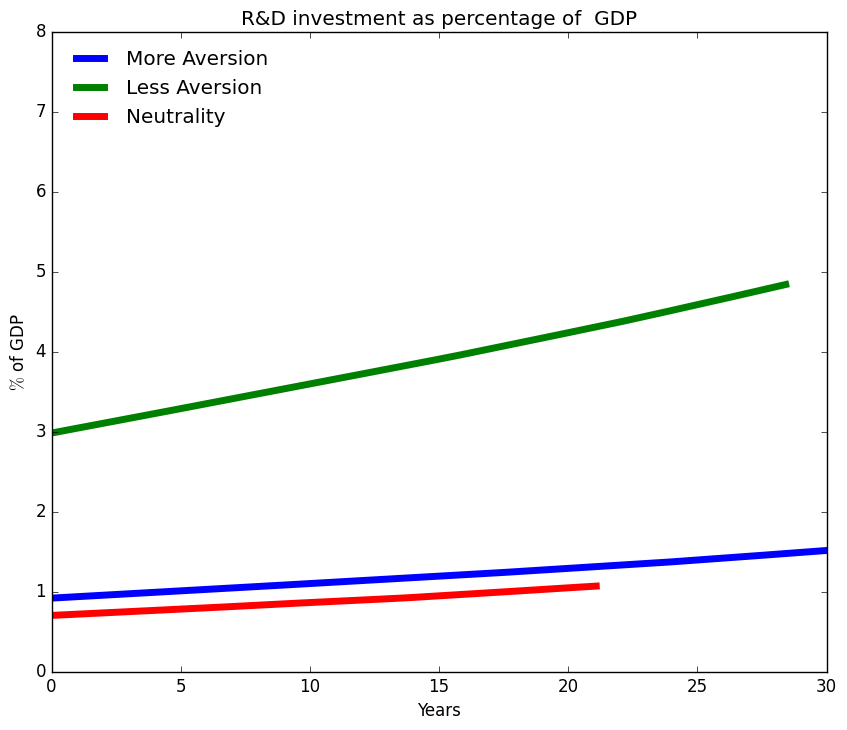 R&D investment as percentage of  GDP
8
More Aversion
Less Aversion
7
Neutrality
6
5
4
% of GDP
3
2
1
0
0 5 10 15 20 25 30
Years